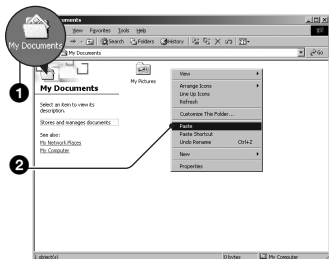 My Documents
View Favorites Tools Help
Search Folders History
My Documents
Go
My Documents
Select an item to view its
description.
Stores and manages documents
See also:
My Network Places
My Computer
My Pictures
View
Arrange Icons
Line Up Icons
Refresh
Customize This Folder...
Paste
Paste Shortcut
Undo Rename Ctrl+Z
New
Properties
1
2
1 object(s)
0 bytes
My Computer